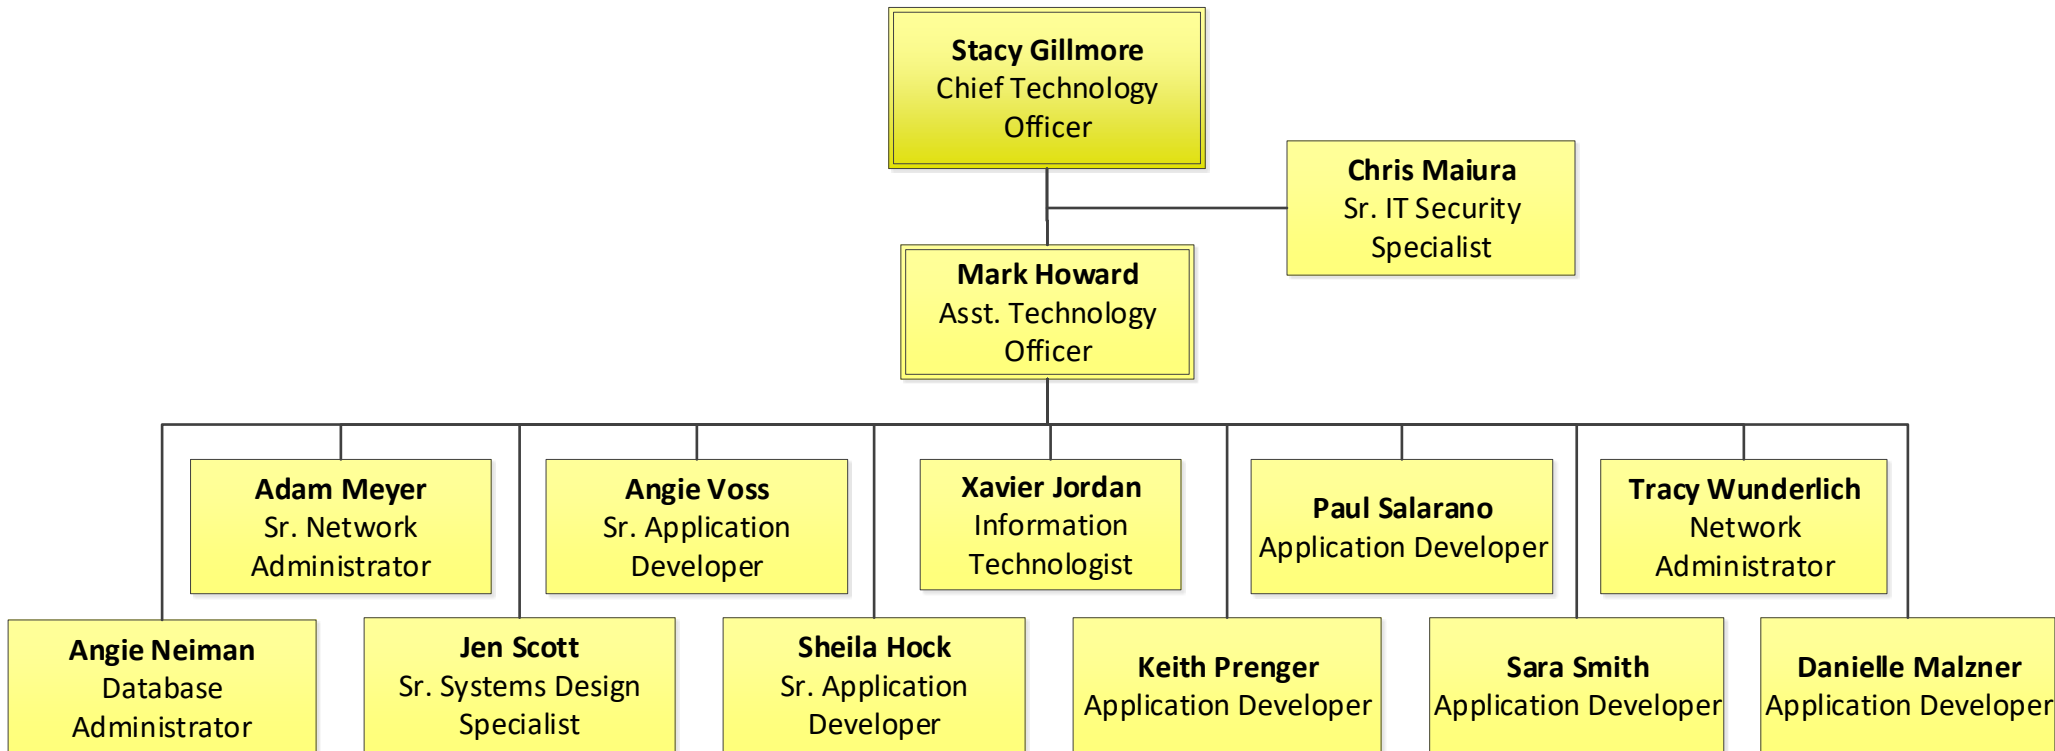 Stacy Gillmore
Chief Technology
Officer
Chris Maiura
Sr. IT Security
Specialist
Mark Howard
Asst. Technology
Officer
Adam Meyer
Sr. Network
Administrator
Angie Voss
Sr. Application
Developer
Xavier Jordan
Information
Technologist
Paul Salarano
Application Developer
Tracy Wunderlich
Network
Administrator
Angie Neiman
Database
Administrator
Jen Scott
Sr. Systems Design
Specialist
Sheila Hock
Sr. Application
Developer
Keith Prenger
Application Developer
Sara Smith
Application Developer
Danielle Malzner
Application Developer